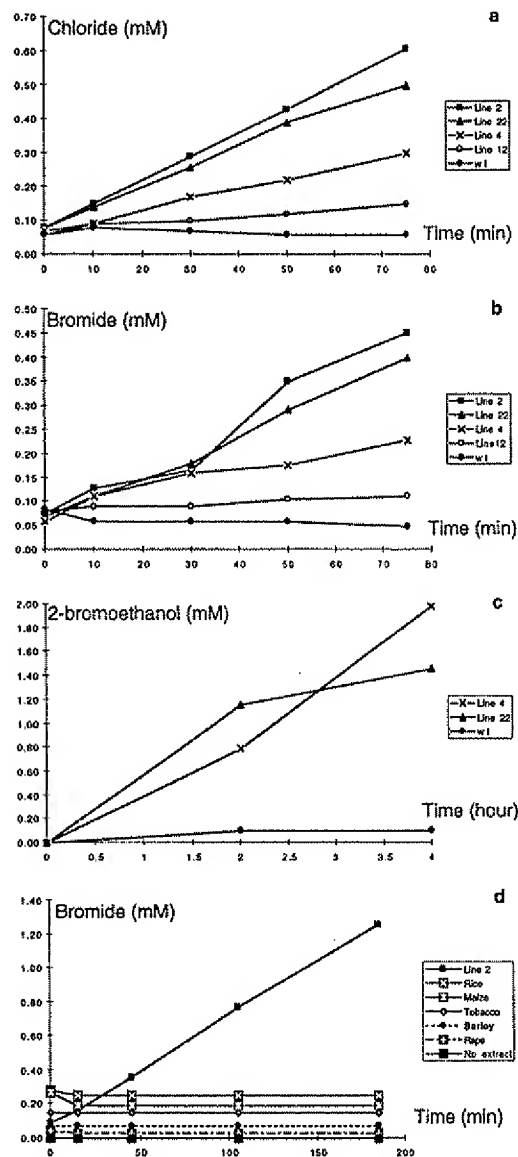 Chloride (mM)
a
0.70
0.60
0.50
0.40
0.30
0.20
0.10
0.00
0 10 20 30 40 50 60 70 80
Time (min)
Line 2
Line 22
Line 4
Line 12
wt
Bromide (mM)
b
0.50
0.45
0.40
0.35
0.30
0.25
0.20
0.15
0.10
0.05
0.00
0 10 20 30 40 50 60 70 80
Time (min)
Line 2
Line 22
Line 4
Line12
wt
2-bromoethanol (mM)
c
2.00
1.80
1.60
1.40
1.20
1.00
0.80
0.60
0.40
0.20
0.00
0 0.5 1 1.5 2 2.5 3 3.5 4
Time (hour)
Line 4
Line 22
wt
Bromide (mM)
d
1.40
1.20
1.00
0.80
0.60
0.40
0.20
0.00
0 50 100 150 200
Time (min)
Line 2
Rice
Maize
Tobacco
Barley
Rape
No extract